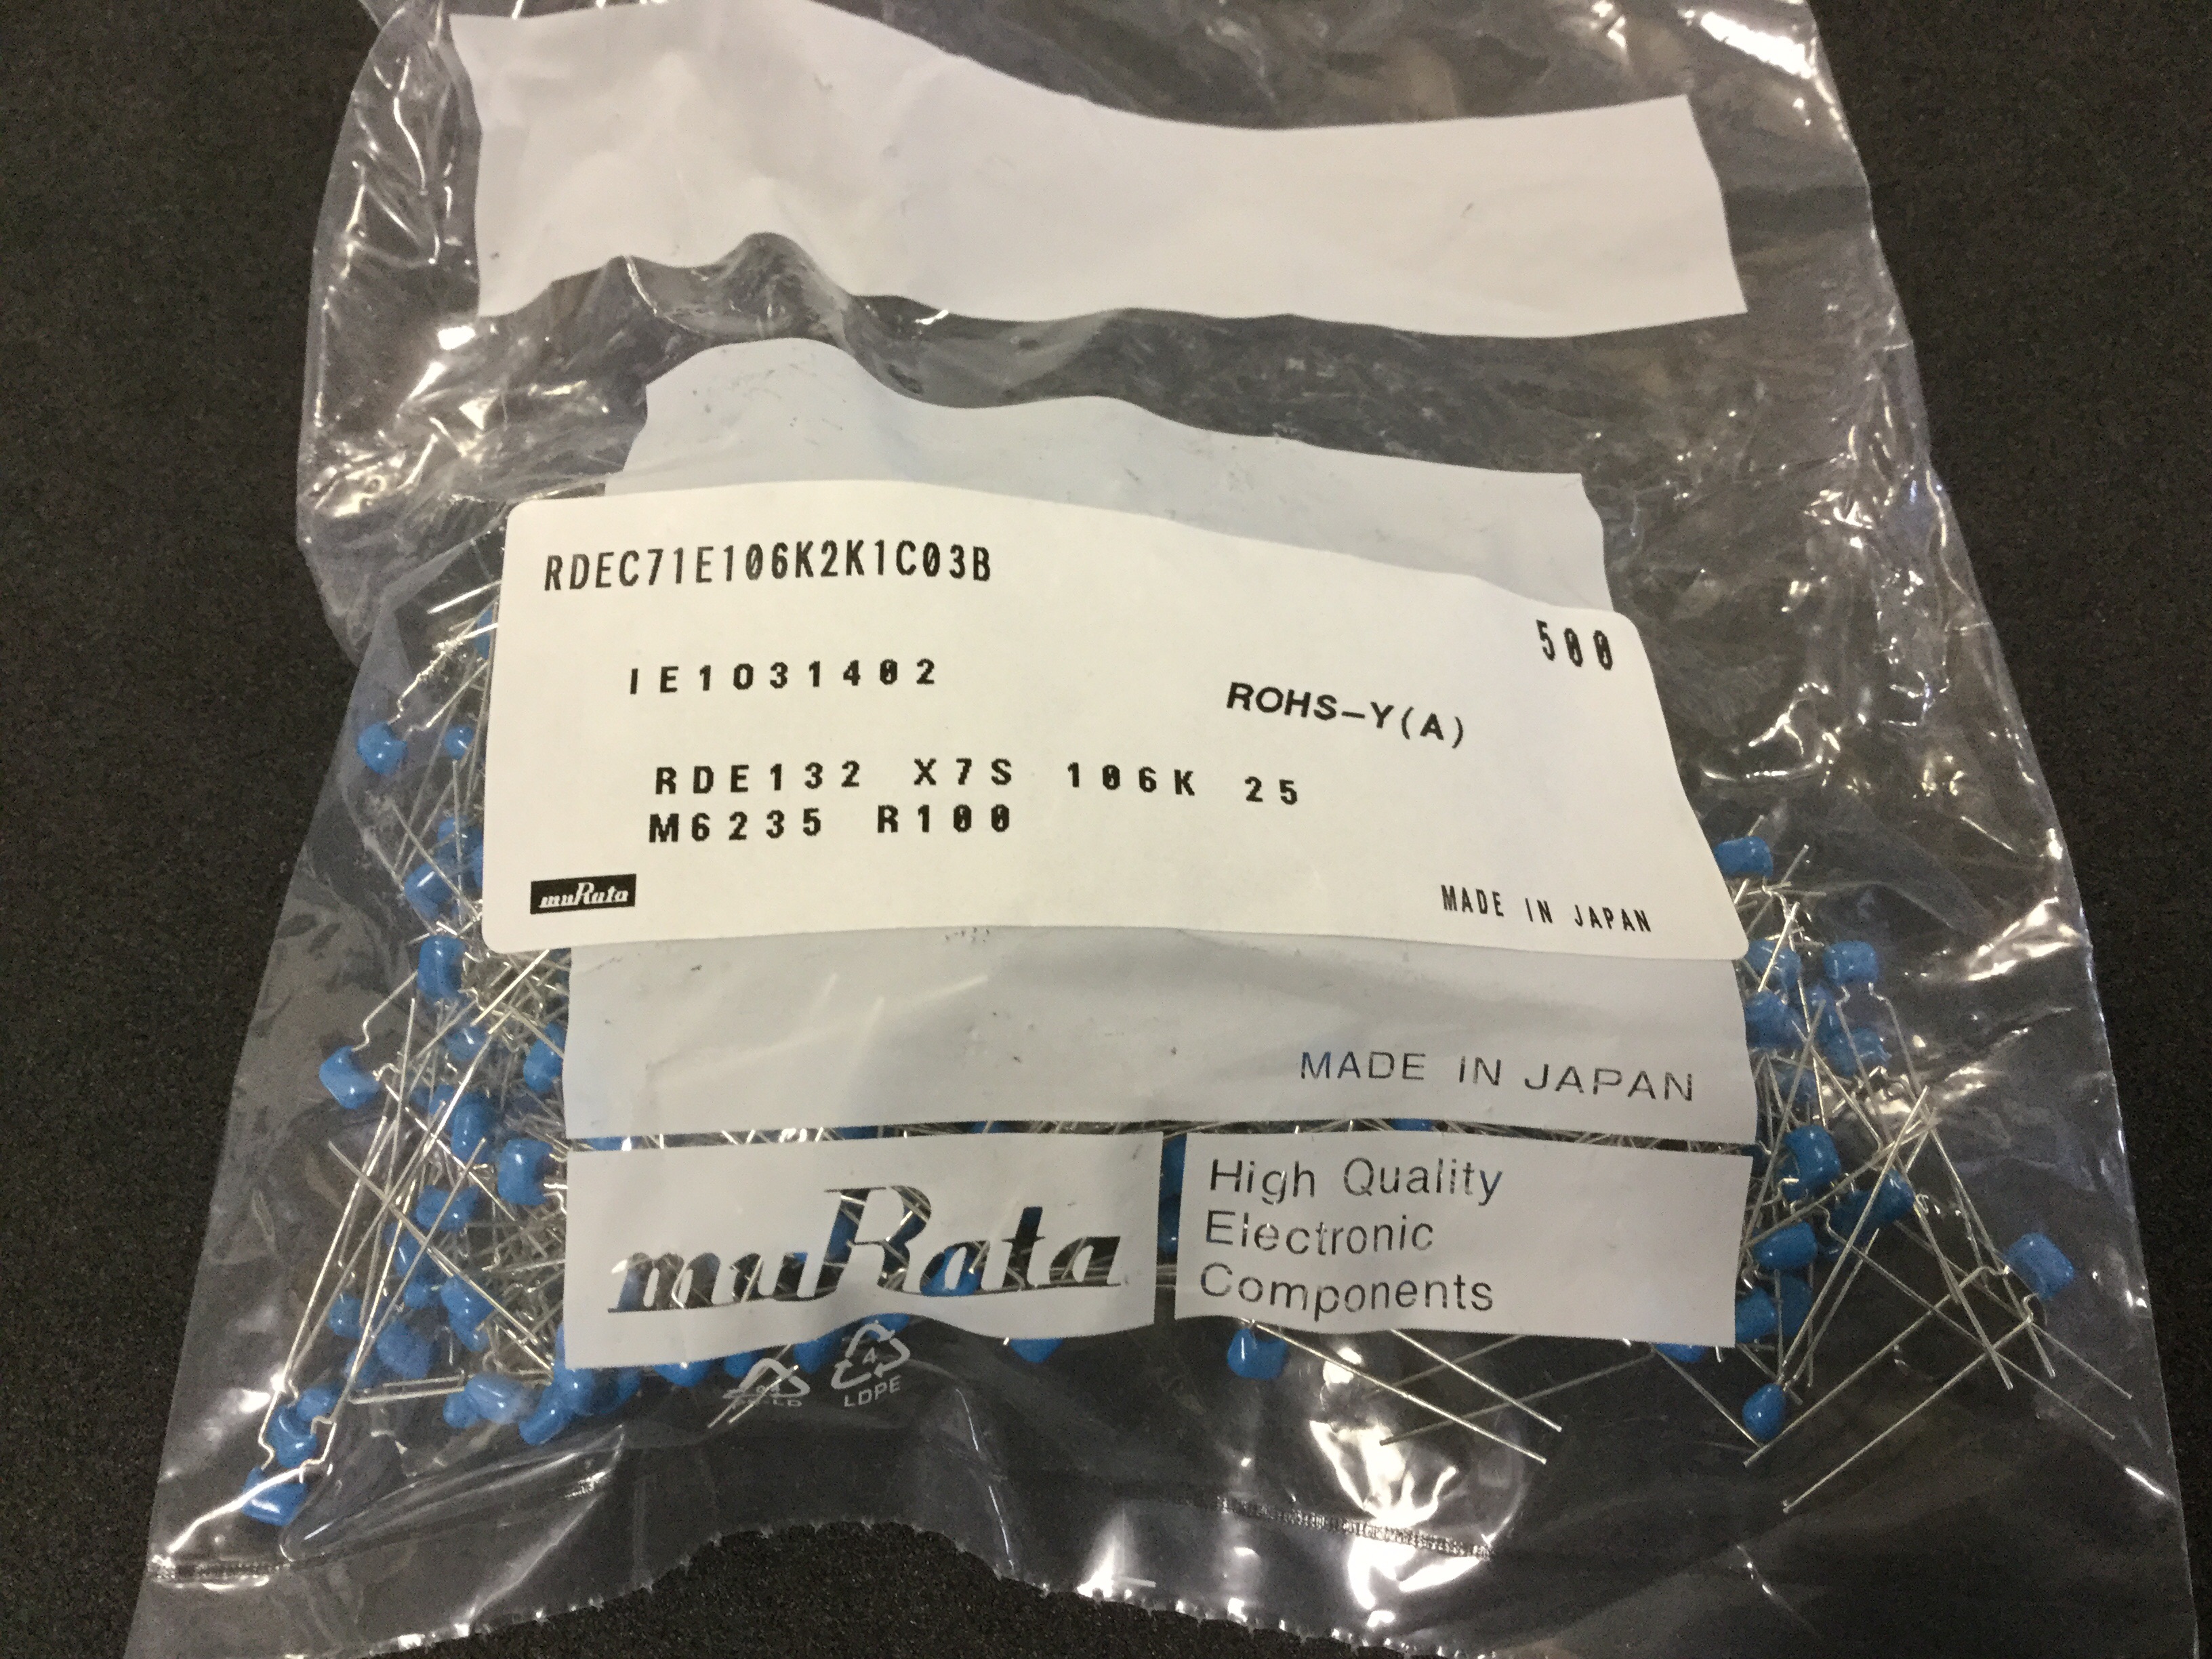 RDEC71E106K2K1C03B
500
IE1031402
ROHS-Y(A)
RDE132 X7S 106K 25
M6235 R100
muRata
MADE IN JAPAN
MADE IN JAPAN
muRata
High Quality
Electronic
Components
4
LDPE